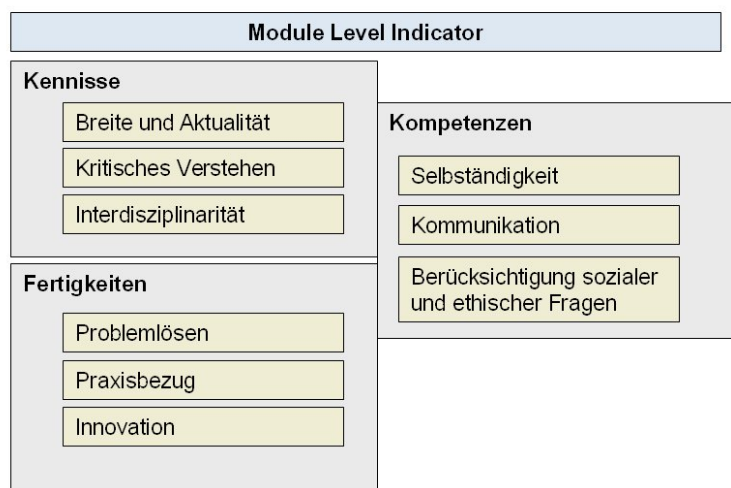 Module Level Indicator
Kennisse
Breite und Aktualität
Kritisches Verstehen
Interdisziplinarität
Fertigkeiten
Problemlösen
Praxisbezug
Innovation
Kompetenzen
Selbständigkeit
Kommunikation
Berücksichtigung sozialer
und ethischer Fragen